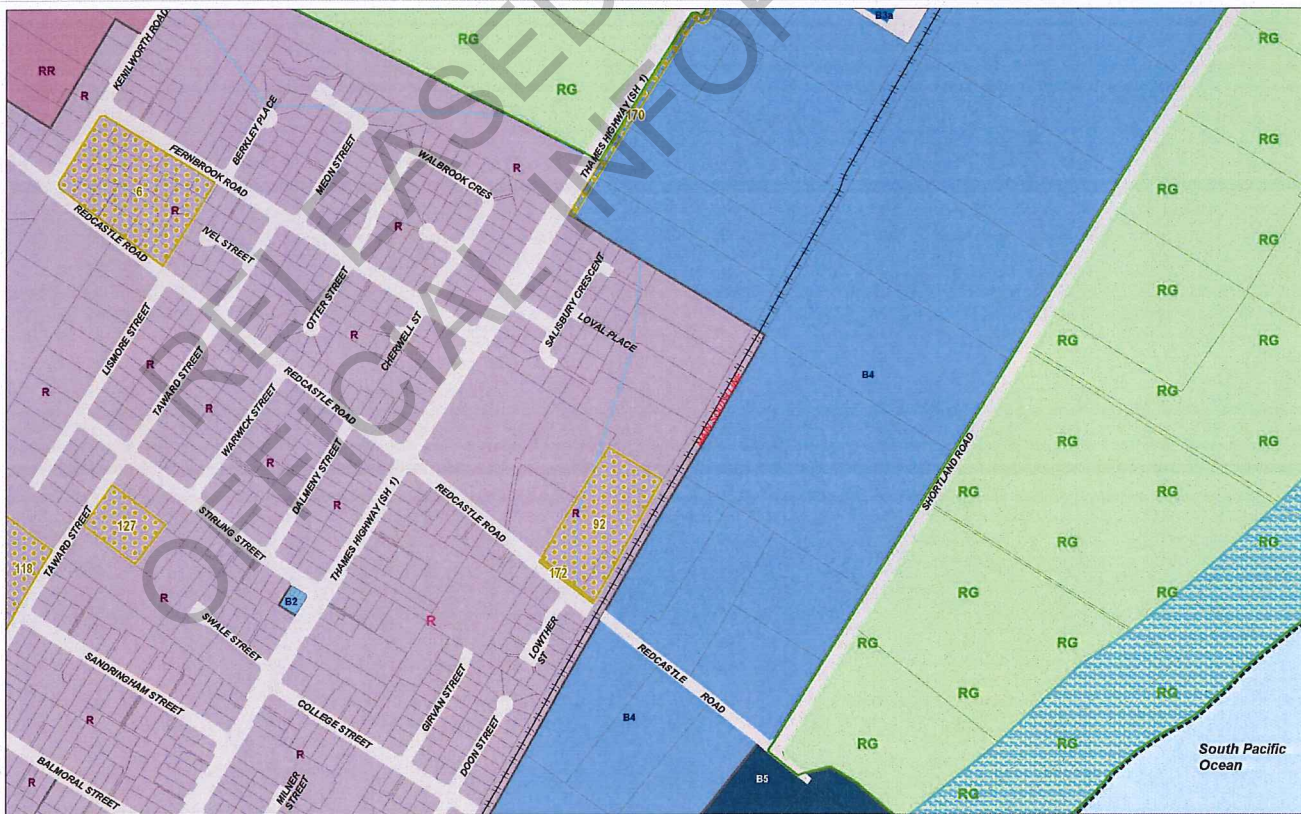 RELEASED
OFFICIAL INFOR
B3a
RG
RG
RG
RR
R
KENILWORTH ROAD
THAMES HIGHWAY (SH 1)
170
BERKLEY PLACE
FERNBROOK ROAD
MEON STREET
WALBROOK CRES
R
RG
RG
6
R
REDCASTLE ROAD
IVEL STREET
R
RG
RG
OTTER STREET
CHERWELL ST
SALISBURY CRESCENT
LOVAL PLACE
LISMORE STREET
TAWARD STREET
R
R
R
R
REDCASTLE ROAD
WARWICK STREET
RG
RG
RG
B4
DALMENY STREET
R
R
THAMES HIGHWAY (SH 1)
REDCASTLE ROAD
RG
RG
SHORTLAND ROAD
RG
RG
TAWARD STREET
127
STIRLING STREET
R
92
172
118
RG
RG
R
B2
SWALE STREET
R
LOWTHER
ST
RG
RG
RG
RG
SANDRINGHAM STREET
COLLEGE STREET
GIRVAN STREET
REDCASTLE ROAD
RG
RG
R
B4
DOON STREET
RG
RG
R
MILNER
STREET
B5
South Pacific
Ocean
R
BALMORAL STREET
RG